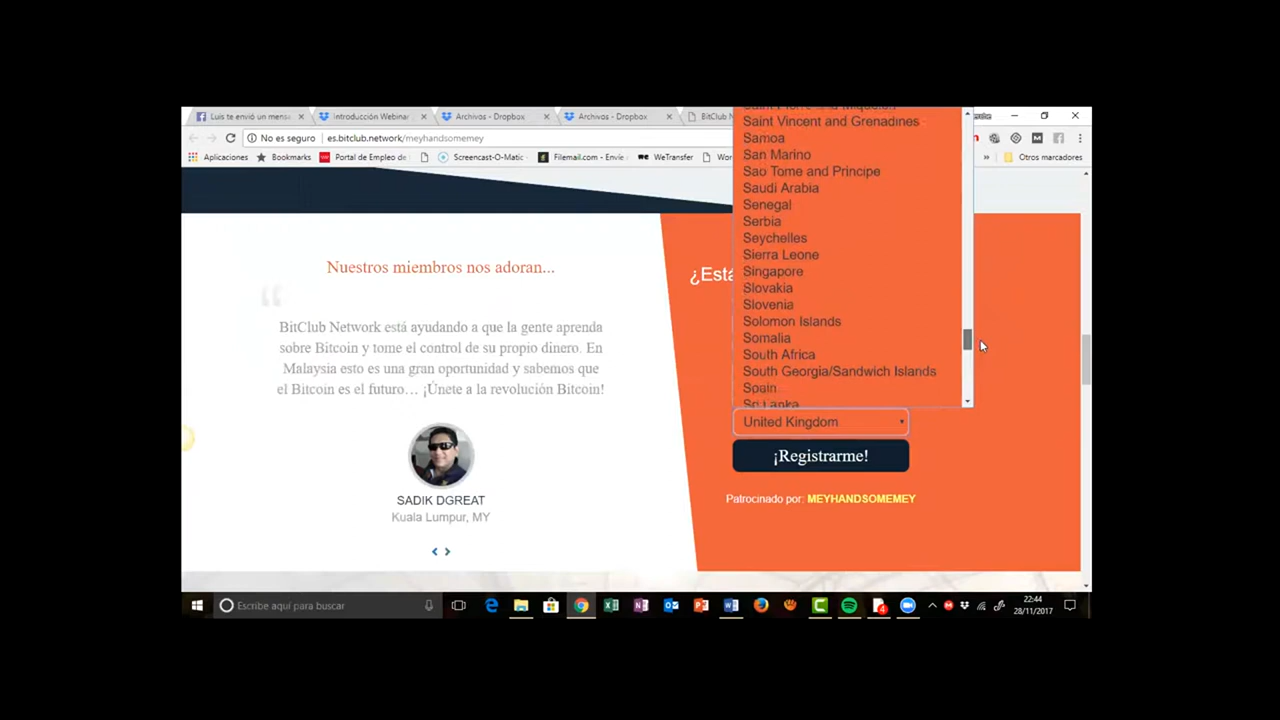 Luis te envió un mensa
Introducción Webinar
Archivos - Dropbox
Archivos - Dropbox
BitClub N
No es seguro
es.bitclub.network/meyhandsomemey
Aplicaciones
Bookmarks
Portal de Empleo de
Screencast-O-Matic
Filemail.com - Envíe
WeTransfer
Wor
»
Otros marcadores
Saint Vincent and Grenadines
Samoa
San Marino
Sao Tome and Principe
Saudi Arabia
Senegal
Serbia
Seychelles
Sierra Leone
Singapore
Slovakia
Slovenia
Solomon Islands
Somalia
South Africa
South Georgia/Sandwich Islands
Spain
Sri Lanka
United Kingdom
¿Está
¡Registrarme!
Patrocinado por: MEYHANDSOMEMEY
Nuestros miembros nos adoran...
“
BitClub Network está ayudando a que la gente aprenda
sobre Bitcoin y tome el control de su propio dinero. En
Malaysia esto es una gran oportunidad y sabemos que
el Bitcoin es el futuro… ¡Únete a la revolución Bitcoin!
SADIK DGREAT
Kuala Lumpur, MY
Escribe aquí para buscar
22:44
28/11/2017